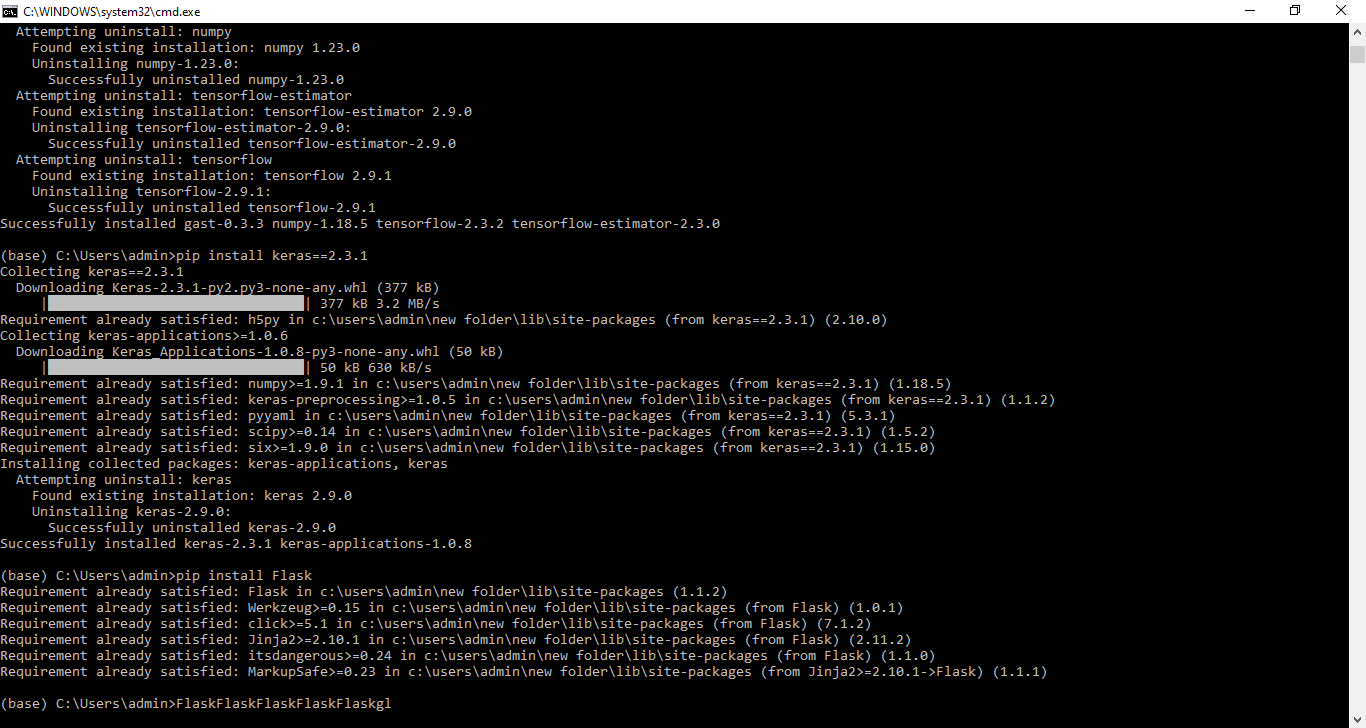 C:\WINDOWS\system32\cmd.exe
Attempting uninstall: numpy
Found existing installation: numpy 1.23.0
Uninstalling numpy-1.23.0:
Successfully uninstalled numpy-1.23.0
Attempting uninstall: tensorflow-estimator
Found existing installation: tensorflow-estimator 2.9.0
Uninstalling tensorflow-estimator-2.9.0:
Successfully uninstalled tensorflow-estimator-2.9.0
Attempting uninstall: tensorflow
Found existing installation: tensorflow 2.9.1
Uninstalling tensorflow-2.9.1:
Successfully uninstalled tensorflow-2.9.1
Successfully installed gast-0.3.3 numpy-1.18.5 tensorflow-2.3.2 tensorflow-estimator-2.3.0
(base) C:\Users\admin>pip install keras==2.3.1
Collecting keras==2.3.1
Downloading Keras-2.3.1-py2.py3-none-any.whl (377 kB)
| | 377 kB 3.2 MB/s
Requirement already satisfied: h5py in c:\users\admin\new folder\lib\site-packages (from keras==2.3.1) (2.10.0)
Collecting keras-applications>=1.0.6
Downloading Keras_Applications-1.0.8-py3-none-any.whl (50 kB)
| | 50 kB 630 kB/s
Requirement already satisfied: numpy>=1.9.1 in c:\users\admin\new folder\lib\site-packages (from keras==2.3.1) (1.18.5)
Requirement already satisfied: keras-preprocessing>=1.0.5 in c:\users\admin\new folder\lib\site-packages (from keras==2.3.1) (1.1.2)
Requirement already satisfied: pyyaml in c:\users\admin\new folder\lib\site-packages (from keras==2.3.1) (5.3.1)
Requirement already satisfied: scipy>=0.14 in c:\users\admin\new folder\lib\site-packages (from keras==2.3.1) (1.5.2)
Requirement already satisfied: six>=1.9.0 in c:\users\admin\new folder\lib\site-packages (from keras==2.3.1) (1.15.0)
Installing collected packages: keras-applications, keras
Attempting uninstall: keras
Found existing installation: keras 2.9.0
Uninstalling keras-2.9.0:
Successfully uninstalled keras-2.9.0
Successfully installed keras-2.3.1 keras-applications-1.0.8
(base) C:\Users\admin>pip install Flask
Requirement already satisfied: Flask in c:\users\admin\new folder\lib\site-packages (1.1.2)
Requirement already satisfied: Werkzeug>=0.15 in c:\users\admin\new folder\lib\site-packages (from Flask) (1.0.1)
Requirement already satisfied: click>=5.1 in c:\users\admin\new folder\lib\site-packages (from Flask) (7.1.2)
Requirement already satisfied: Jinja2>=2.10.1 in c:\users\admin\new folder\lib\site-packages (from Flask) (2.11.2)
Requirement already satisfied: itsdangerous>=0.24 in c:\users\admin\new folder\lib\site-packages (from Flask) (1.1.0)
Requirement already satisfied: MarkupSafe>=0.23 in c:\users\admin\new folder\lib\site-packages (from Jinja2>=2.10.1->Flask) (1.1.1)
(base) C:\Users\admin>FlaskFlaskFlaskFlaskFlaskgl